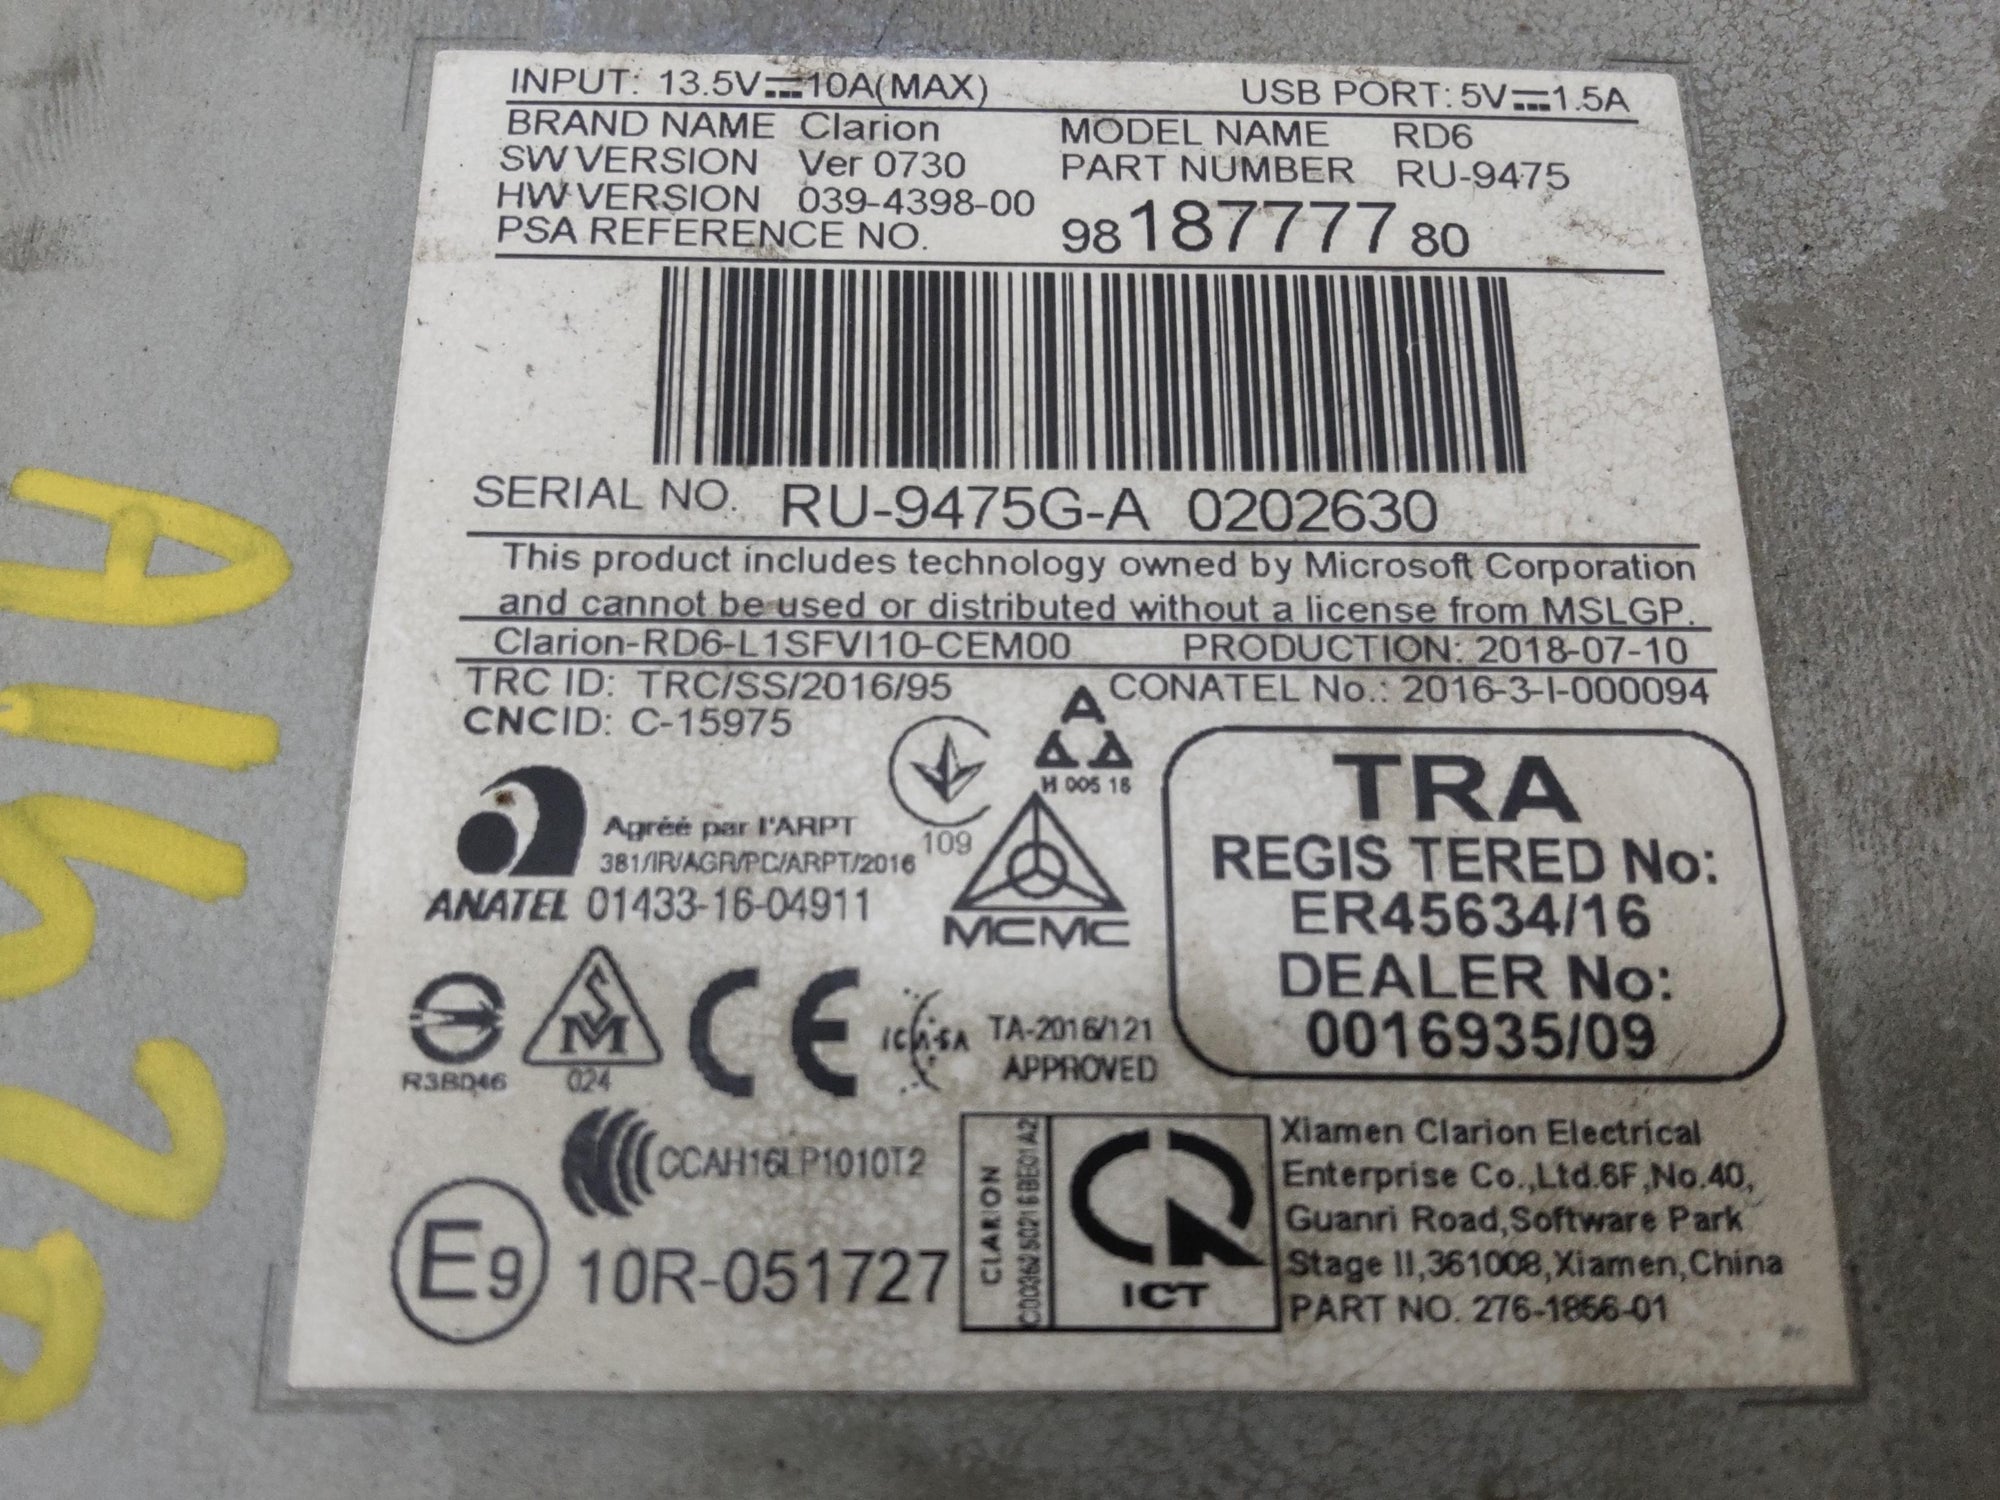 INPUT: 13.5V⎓10A(MAX) USB PORT: 5V⎓1.5A
BRAND NAME Clarion MODEL NAME RD6
SW VERSION Ver 0730 PART NUMBER RU-9475
HW VERSION 039-4398-00
PSA REFERENCE NO. 9818777780
SERIAL NO. RU-9475G-A 0202630
This product includes technology owned by Microsoft Corporation
and cannot be used or distributed without a license from MSLGP.
Clarion-RD6-L1SFVI10-CEM00 PRODUCTION: 2018-07-10
TRC ID: TRC/SS/2016/95 CONATEL No.: 2016-3-I-000094
CNCID: C-15975
H 005 16
109
Agréé par l'ARPT
381/IR/AGR/PC/ARPT/2016
ANATEL 01433-16-04911
MCMC
TRA
REGIS TERED No:
ER45634/16
DEALER No:
0016935/09
R3BD46
SM
024
CE
ICASA
TA-2016/121
APPROVED
CCAH16LP1010T2
E9 10R-051727
CLARION
ICT
Xiamen Clarion Electrical
Enterprise Co.,Ltd.6F,No.40,
Guanri Road,Software Park
Stage II,361008,Xiamen,China
PART NO. 276-1856-01